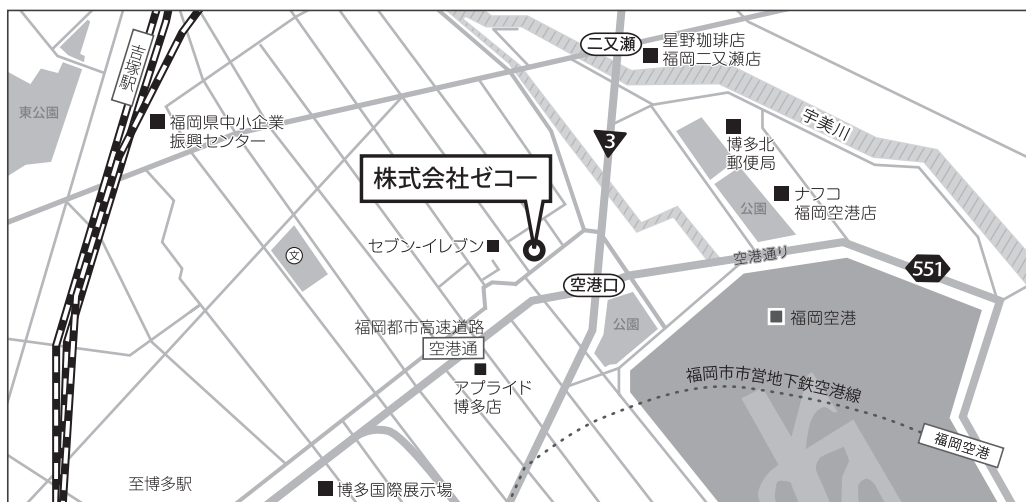 二又瀬
星野珈琲店
福岡二又瀬店
吉塚駅
東公園
福岡県中小企業
振興センター
宇美川
3
博多北
郵便局
株式会社ゼコー
ナフコ
福岡空港店
公園
セブン-イレブン
文
空港通り
551
空港口
福岡空港
公園
福岡都市高速道路
空港通
アプライド
博多店
福岡市市営地下鉄空港線
福岡空港
至博多駅
博多国際展示場